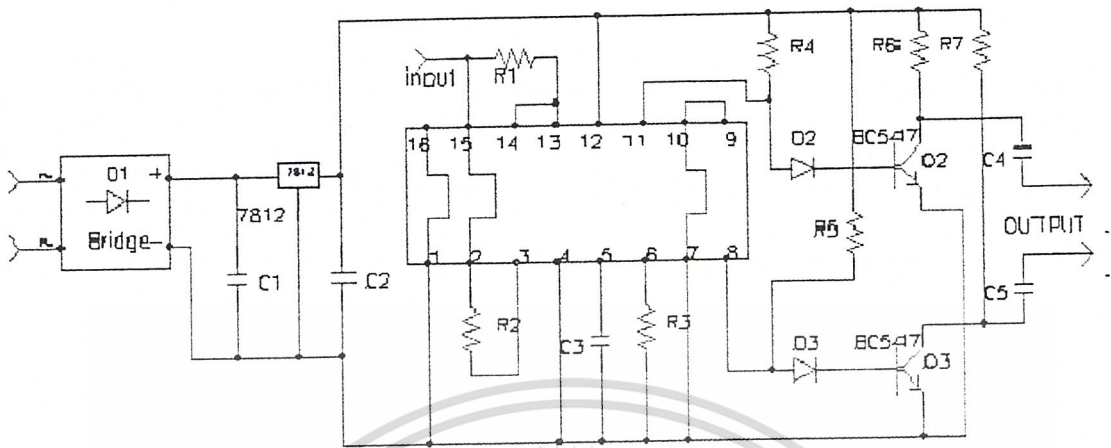 R4
R6
R7
INPUT
R1
16 15 14 13 12 11 10 9
D2
BC547
Q2
C4
D1
+
7812
7812
Bridge
-
R5
OUTPUT
1 2 3 4 5 6 7 8
C1
C2
R2
C3
R3
C5
D3
BC547
Q3